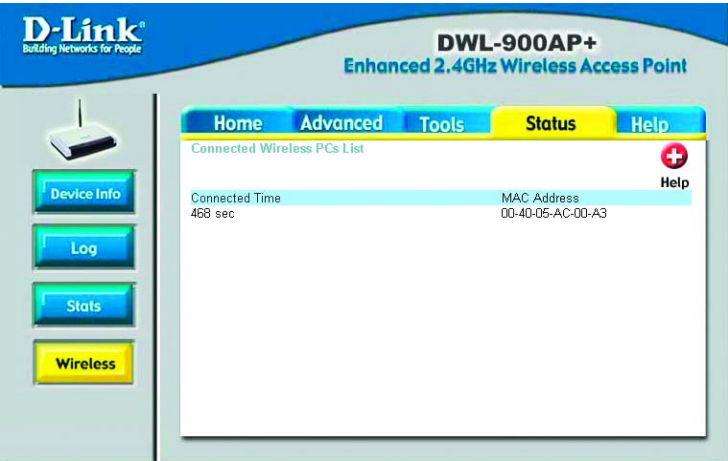 D-Link®
Building Networks for People
DWL-900AP+
Enhanced 2.4GHz Wireless Access Point
Home Advanced Tools Status Help
Connected Wireless PCs List
Help
Device Info
Connected Time MAC Address
468 sec 00-40-05-AC-00-A3
Log
Stats
Wireless